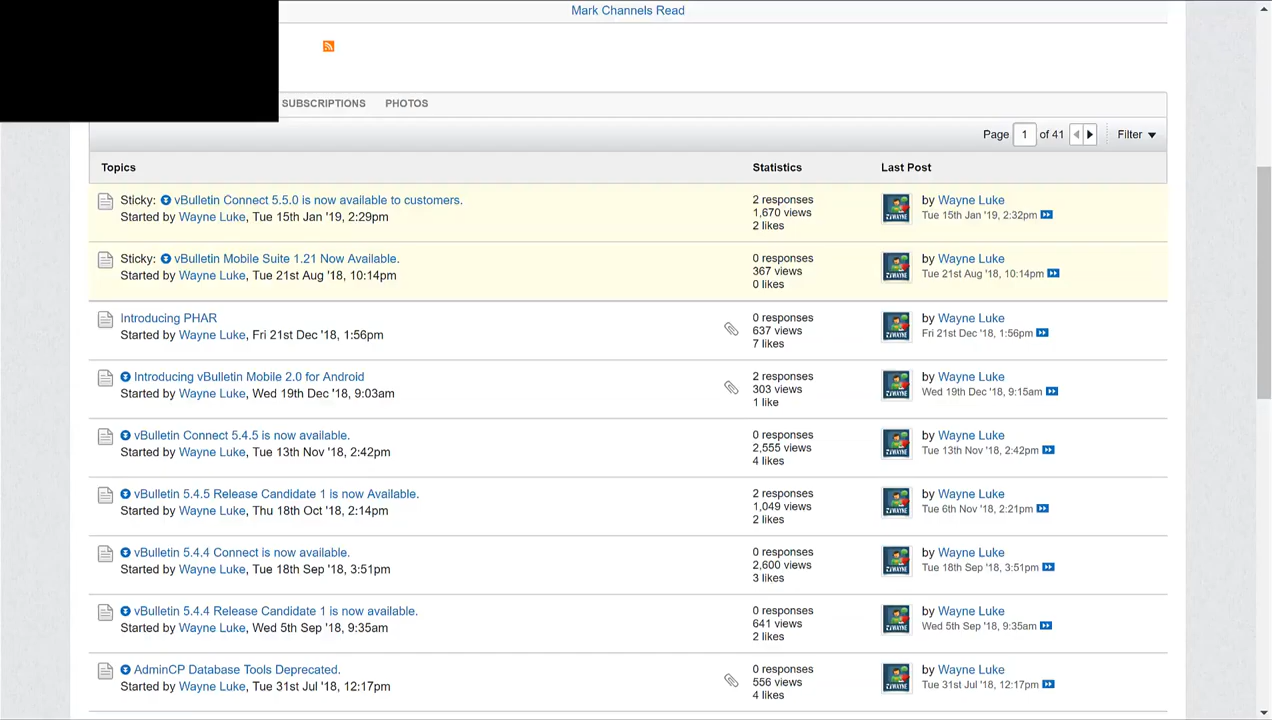 Mark Channels Read
SUBSCRIPTIONS PHOTOS
Page 1 of 41 Filter
Topics Statistics Last Post
Sticky: vBulletin Connect 5.5.0 is now available to customers.
Started by Wayne Luke, Tue 15th Jan '19, 2:29pm
2 responses
1,670 views
2 likes
by Wayne Luke
Tue 15th Jan '19, 2:32pm
Sticky: vBulletin Mobile Suite 1.21 Now Available.
Started by Wayne Luke, Tue 21st Aug '18, 10:14pm
0 responses
367 views
0 likes
by Wayne Luke
Tue 21st Aug '18, 10:14pm
Introducing PHAR
Started by Wayne Luke, Fri 21st Dec '18, 1:56pm
0 responses
637 views
7 likes
by Wayne Luke
Fri 21st Dec '18, 1:56pm
Introducing vBulletin Mobile 2.0 for Android
Started by Wayne Luke, Wed 19th Dec '18, 9:03am
2 responses
303 views
1 like
by Wayne Luke
Wed 19th Dec '18, 9:15am
vBulletin Connect 5.4.5 is now available.
Started by Wayne Luke, Tue 13th Nov '18, 2:42pm
0 responses
2,555 views
4 likes
by Wayne Luke
Tue 13th Nov '18, 2:42pm
vBulletin 5.4.5 Release Candidate 1 is now Available.
Started by Wayne Luke, Thu 18th Oct '18, 2:14pm
2 responses
1,049 views
2 likes
by Wayne Luke
Tue 6th Nov '18, 2:21pm
vBulletin 5.4.4 Connect is now available.
Started by Wayne Luke, Tue 18th Sep '18, 3:51pm
0 responses
2,600 views
3 likes
by Wayne Luke
Tue 18th Sep '18, 3:51pm
vBulletin 5.4.4 Release Candidate 1 is now available.
Started by Wayne Luke, Wed 5th Sep '18, 9:35am
0 responses
641 views
2 likes
by Wayne Luke
Wed 5th Sep '18, 9:35am
AdminCP Database Tools Deprecated.
Started by Wayne Luke, Tue 31st Jul '18, 12:17pm
0 responses
556 views
4 likes
by Wayne Luke
Tue 31st Jul '18, 12:17pm